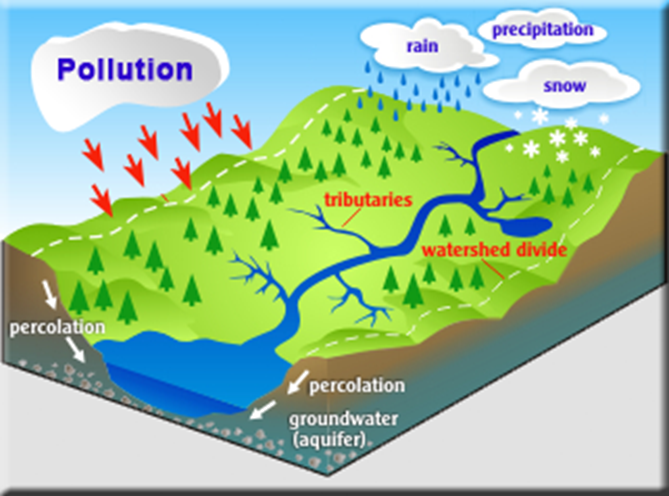 precipitation
rain
Pollution
snow
tributaries
watershed divide
percolation
percolation
groundwater
(aquifer)